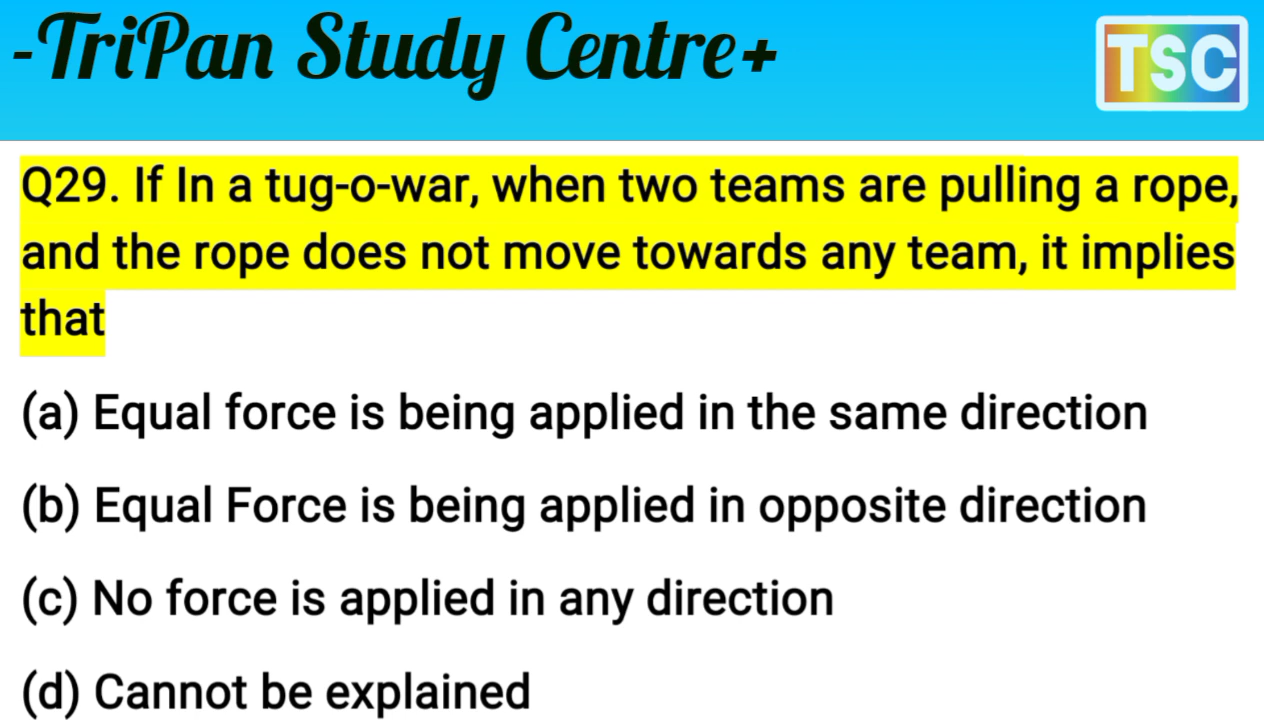 -TriPan Study Centre+
TSC
Q29. If In a tug-o-war, when two teams are pulling a rope,
and the rope does not move towards any team, it implies
that
(a) Equal force is being applied in the same direction
(b) Equal Force is being applied in opposite direction
(c) No force is applied in any direction
(d) Cannot be explained